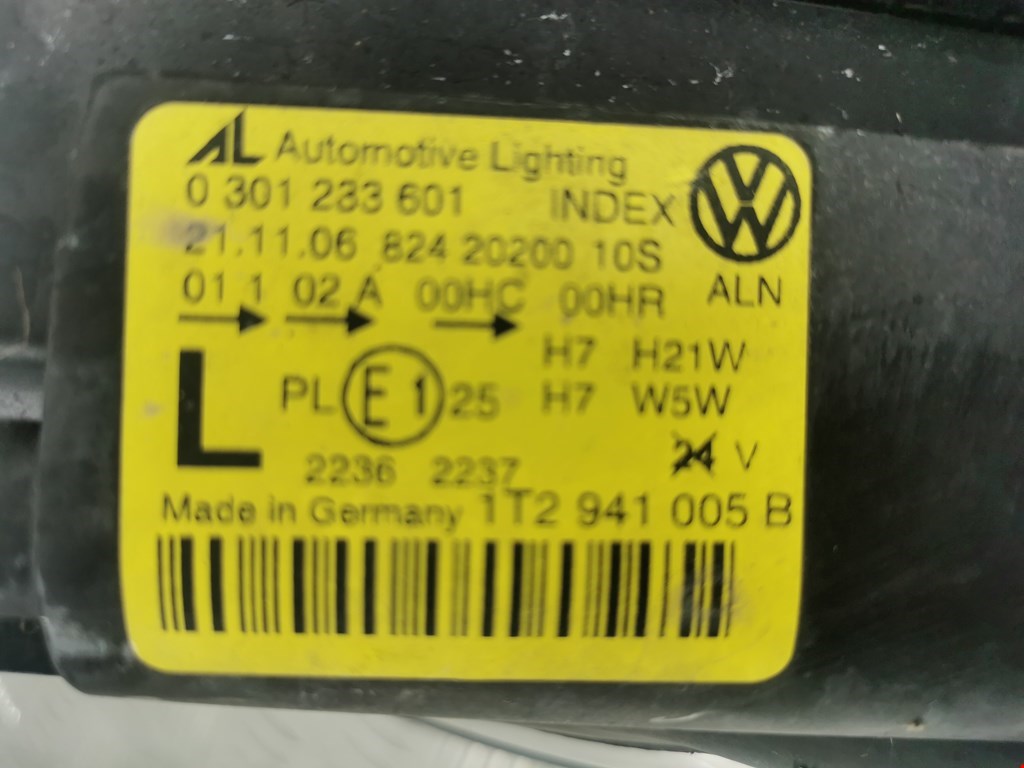 AL Automotive Lighting
0 301 233 601 INDEX
21.11.06 824 20200 10S
ALN
01 1 02 A 00HC 00HR
H7 H21W
L PL E1 25 H7 W5W
24 V
2236 2237
Made in Germany 1T2 941 005 B